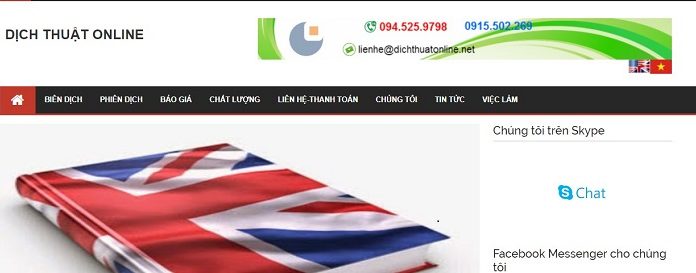 DỊCH THUẬT ONLINE
094.525.9798 0915.502.269
lienhe@dichthuatonline.net
BIÊN DỊCH PHIÊN DỊCH BÁO GIÁ CHẤT LƯỢNG LIÊN HỆ-THANH TOÁN CHÚNG TÔI TIN TỨC VIỆC LÀM
Chúng tôi trên Skype
Chat
Facebook Messenger cho chúng
tôi